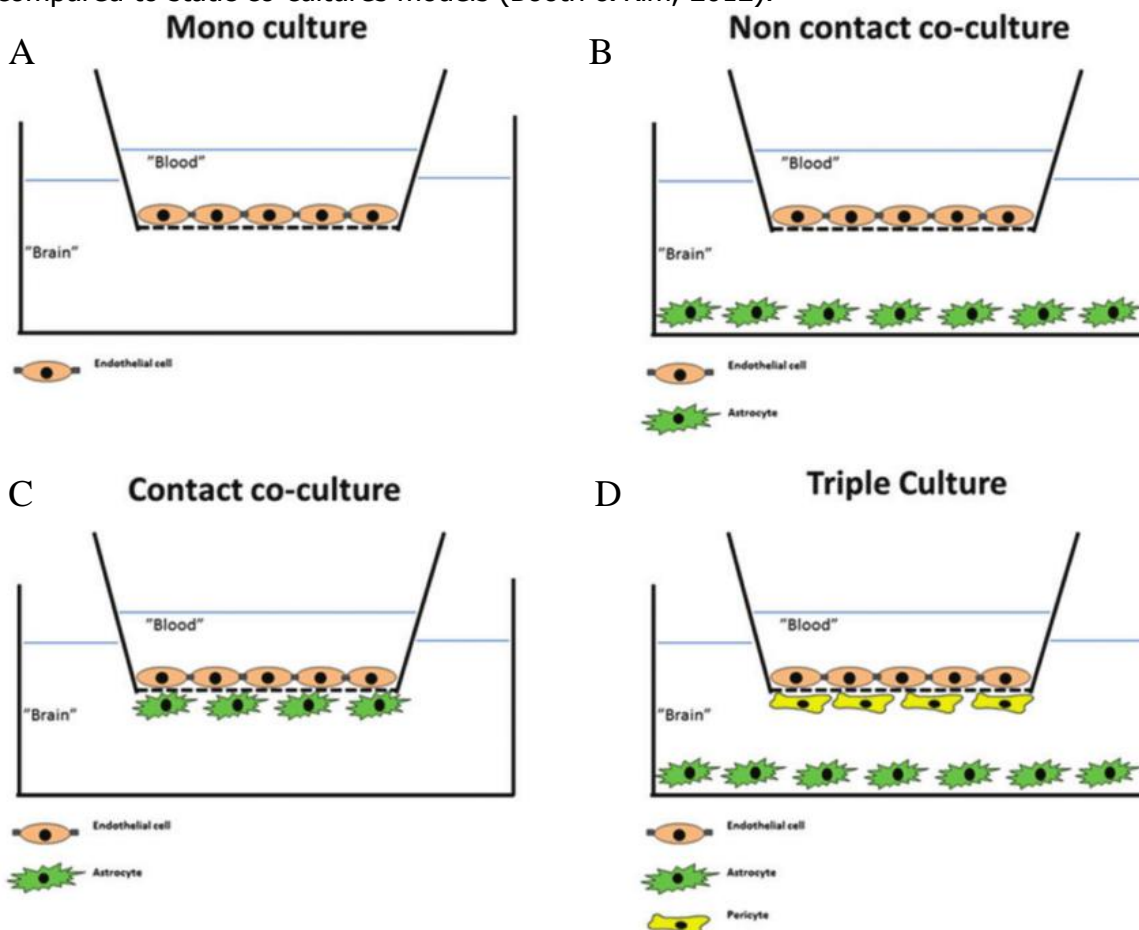 compared to static co-cultures models (Booth & Kim, 2012).
Mono culture
A
"Blood"
"Brain"
Endothelial cell
Non contact co-culture
B
"Blood"
"Brain"
Endothelial cell
Astrocyte
Contact co-culture
C
"Blood"
"Brain"
Endothelial cell
Astrocyte
Triple Culture
D
"Blood"
"Brain"
Endothelial cell
Astrocyte
Pericyte